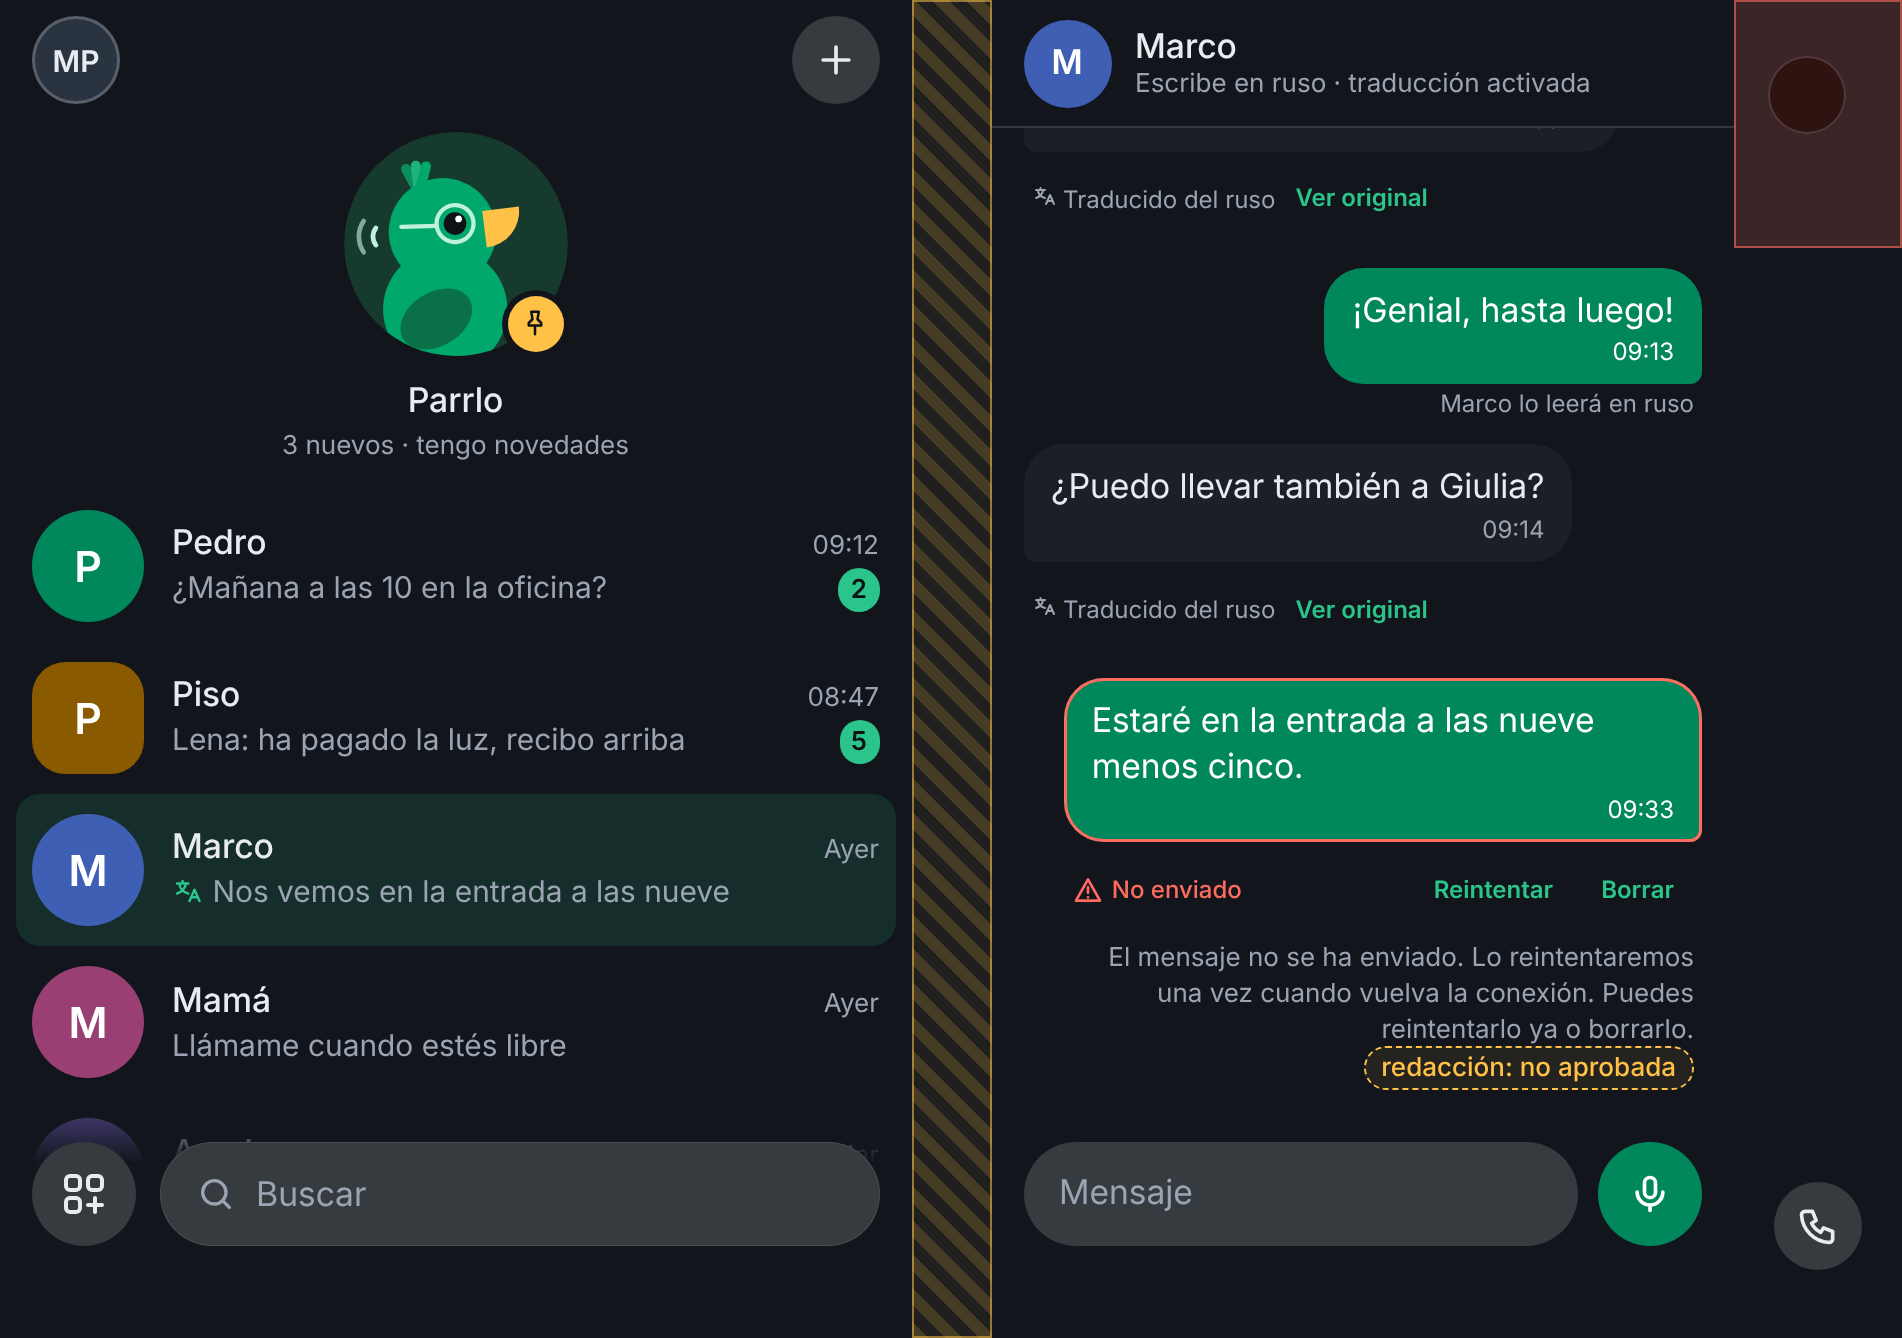 MP
Parrlo
3 nuevos · tengo novedades
P
Pedro
09:12
¿Mañana a las 10 en la oficina?
2
P
Piso
08:47
Lena: ha pagado la luz, recibo arriba
5
M
Marco
Ayer
Nos vemos en la entrada a las nueve
M
Mamá
Ayer
Llámame cuando estés libre
Buscar
M
Marco
Escribe en ruso · traducción activada
Traducido del ruso Ver original
¡Genial, hasta luego!
09:13
Marco lo leerá en ruso
¿Puedo llevar también a Giulia?
09:14
Traducido del ruso Ver original
Estaré en la entrada a las nueve
menos cinco.
09:33
No enviado
Reintentar
Borrar
El mensaje no se ha enviado. Lo reintentaremos
una vez cuando vuelva la conexión. Puedes
reintentarlo ya o borrarlo.
redacción: no aprobada
Mensaje